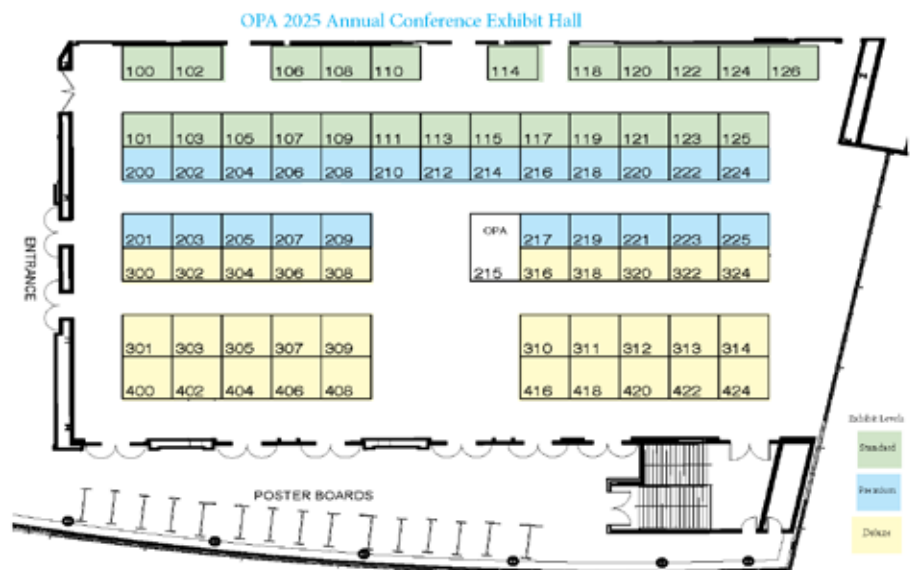 OPA 2025 Annual Conference Exhibit Hall
100 102 106 108 110 114 118 120 122 124 126
101 103 105 107 109 111 113 115 117 119 121 123 125
200 202 204 206 208 210 212 214 216 218 220 222 224
OPA
201 203 205 207 209 217 219 221 223 225
ENTRANCE
300 302 304 306 308 215 316 318 320 322 324
301 303 305 307 309 310 311 312 313 314
400 402 404 406 408 416 418 420 422 424
Exhibit Levels
Standard
Premium
Deluxe
POSTER BOARDS